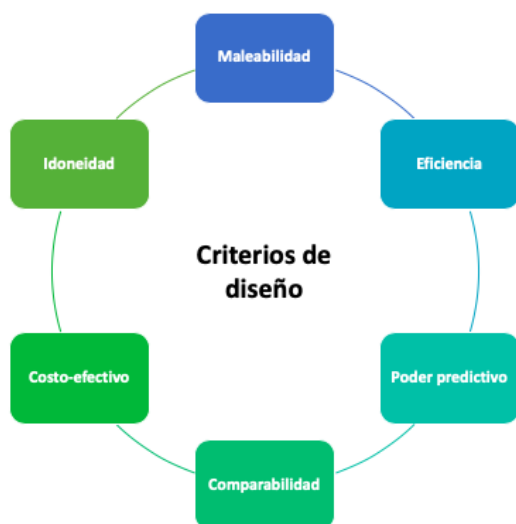 Maleabilidad
Eficiencia
Poder predictivo
Comparabilidad
Costo-efectivo
Idoneidad
Criterios de
diseño